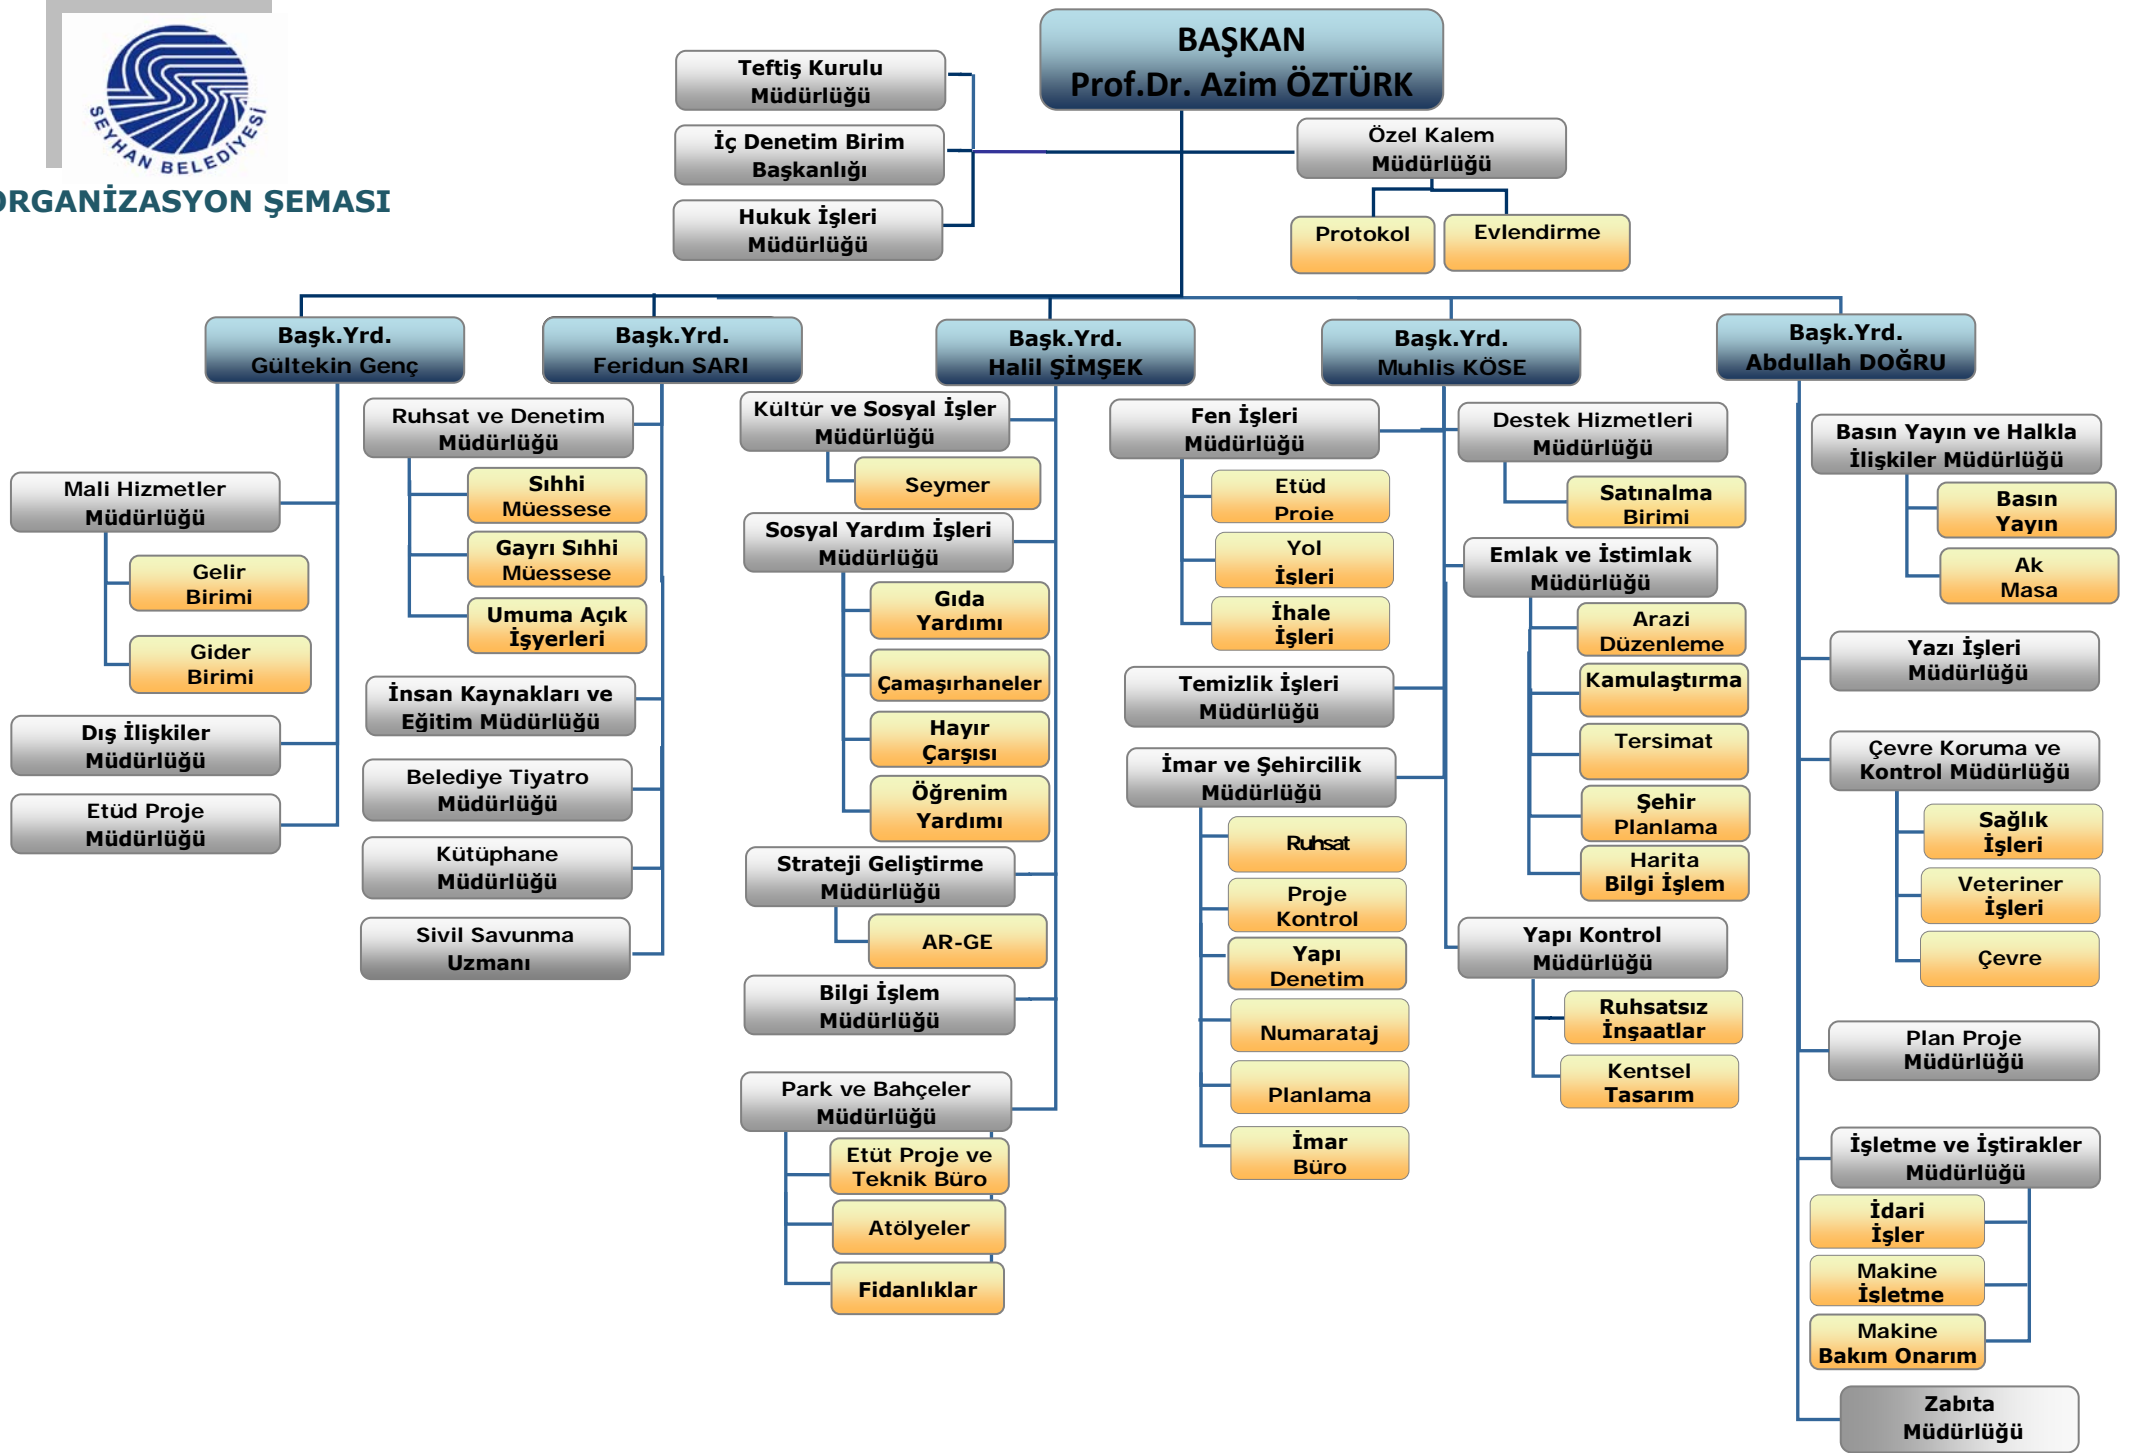 SEYHAN BELEDİYESİ
ORGANİZASYON ŞEMASI
BAŞKAN
Prof.Dr. Azim ÖZTÜRK
Teftiş Kurulu
Müdürlüğü
İç Denetim Birim
Başkanlığı
Hukuk İşleri
Müdürlüğü
Özel Kalem
Müdürlüğü
Protokol
Evlendirme
Başk.Yrd.
Gültekin Genç
Mali Hizmetler
Müdürlüğü
Gelir
Birimi
Gider
Birimi
Dış İlişkiler
Müdürlüğü
Etüd Proje
Müdürlüğü
Başk.Yrd.
Feridun SARI
Ruhsat ve Denetim
Müdürlüğü
Sıhhi
Müessese
Gayrı Sıhhi
Müessese
Umuma Açık
İşyerleri
İnsan Kaynakları ve
Eğitim Müdürlüğü
Belediye Tiyatro
Müdürlüğü
Kütüphane
Müdürlüğü
Sivil Savunma
Uzmanı
Başk.Yrd.
Halil ŞİMŞEK
Kültür ve Sosyal İşler
Müdürlüğü
Seymer
Sosyal Yardım İşleri
Müdürlüğü
Gıda
Yardımı
Çamaşırhaneler
Hayır
Çarşısı
Öğrenim
Yardımı
Strateji Geliştirme
Müdürlüğü
AR-GE
Bilgi İşlem
Müdürlüğü
Park ve Bahçeler
Müdürlüğü
Etüt Proje ve
Teknik Büro
Atölyeler
Fidanlıklar
Başk.Yrd.
Muhlis KÖSE
Fen İşleri
Müdürlüğü
Etüd
Proje
Yol
İşleri
İhale
İşleri
Temizlik İşleri
Müdürlüğü
İmar ve Şehircilik
Müdürlüğü
Ruhsat
Proje
Kontrol
Yapı
Denetim
Numarataj
Planlama
İmar
Büro
Destek Hizmetleri
Müdürlüğü
Satınalma
Birimi
Emlak ve İstimlak
Müdürlüğü
Arazi
Düzenleme
Kamulaştırma
Tersimat
Şehir
Planlama
Harita
Bilgi İşlem
Yapı Kontrol
Müdürlüğü
Ruhsatsız
İnşaatlar
Kentsel
Tasarım
Başk.Yrd.
Abdullah DOĞRU
Basın Yayın ve Halkla
İlişkiler Müdürlüğü
Basın
Yayın
Ak
Masa
Yazı İşleri
Müdürlüğü
Çevre Koruma ve
Kontrol Müdürlüğü
Sağlık
İşleri
Veteriner
İşleri
Çevre
Plan Proje
Müdürlüğü
İşletme ve İştirakler
Müdürlüğü
İdari
İşler
Makine
İşletme
Makine
Bakım Onarım
Zabıta
Müdürlüğü